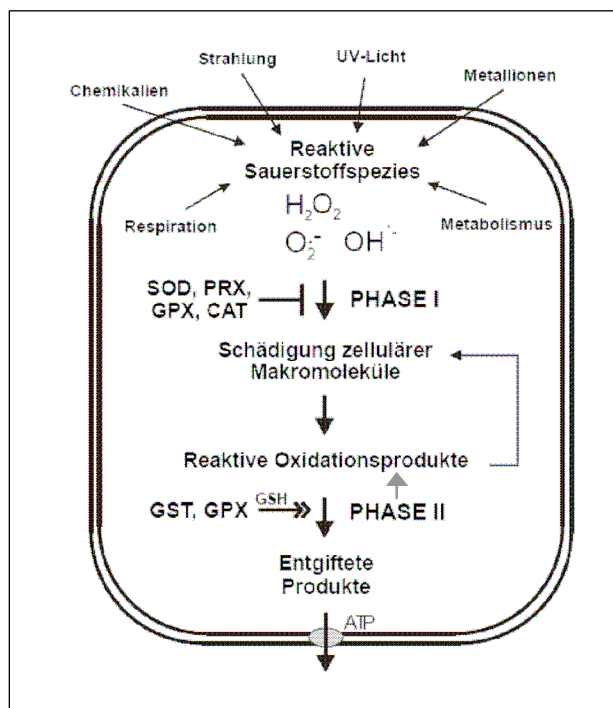 Strahlung
UV-Licht
Metallionen
Chemikalien
Reaktive
Sauerstoffspezies
Respiration
H₂O₂
Metabolismus
O₂·⁻ OH·⁻
SOD, PRX,
GPX, CAT
PHASE I
Schädigung zellulärer
Makromoleküle
Reaktive Oxidationsprodukte
GST, GPX
GSH
PHASE II
Entgiftete
Produkte
ATP